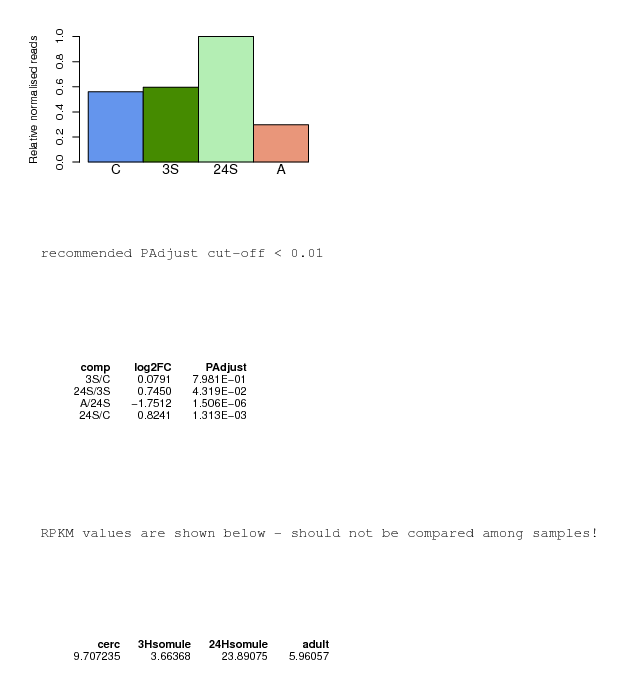 Relative normalised reads
1.0
0.8
0.6
0.4
0.2
0.0
C 3S 24S A
recommended PAdjust cut-off < 0.01
comp log2FC PAdjust
3S/C 0.0791 7.981E-01
24S/3S 0.7450 4.319E-02
A/24S -1.7512 1.506E-06
24S/C 0.8241 1.313E-03
RPKM values are shown below - should not be compared among samples!
cerc 3Hsomule 24Hsomule adult
9.707235 3.66368 23.89075 5.96057